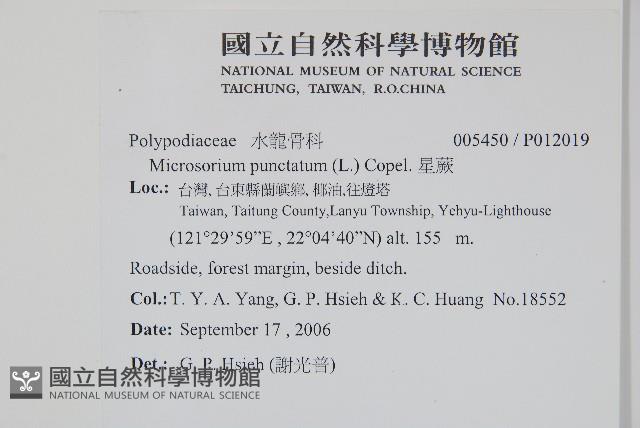 國立自然科學博物館
NATIONAL MUSEUM OF NATURAL SCIENCE
TAICHUNG, TAIWAN, R.O.CHINA
Polypodiaceae 水龍骨科 005450 / P012019
Microsorium punctatum (L.) Copel. 星蕨
Loc.: 台灣, 台東縣蘭嶼鄉, 椰油,往燈塔
Taiwan, Taitung County,Lanyu Township, Yehyu-Lighthouse
(121°29’59”E , 22°04’40”N) alt. 155 m.
Roadside, forest margin, beside ditch.
Col.: T. Y. A. Yang, G. P. Hsieh & K. C. Huang No.18552
Date: September 17 , 2006
Det.: G. P. Hsieh (謝光普)
國立自然科學博物館
NATIONAL MUSEUM OF NATURAL SCIENCE